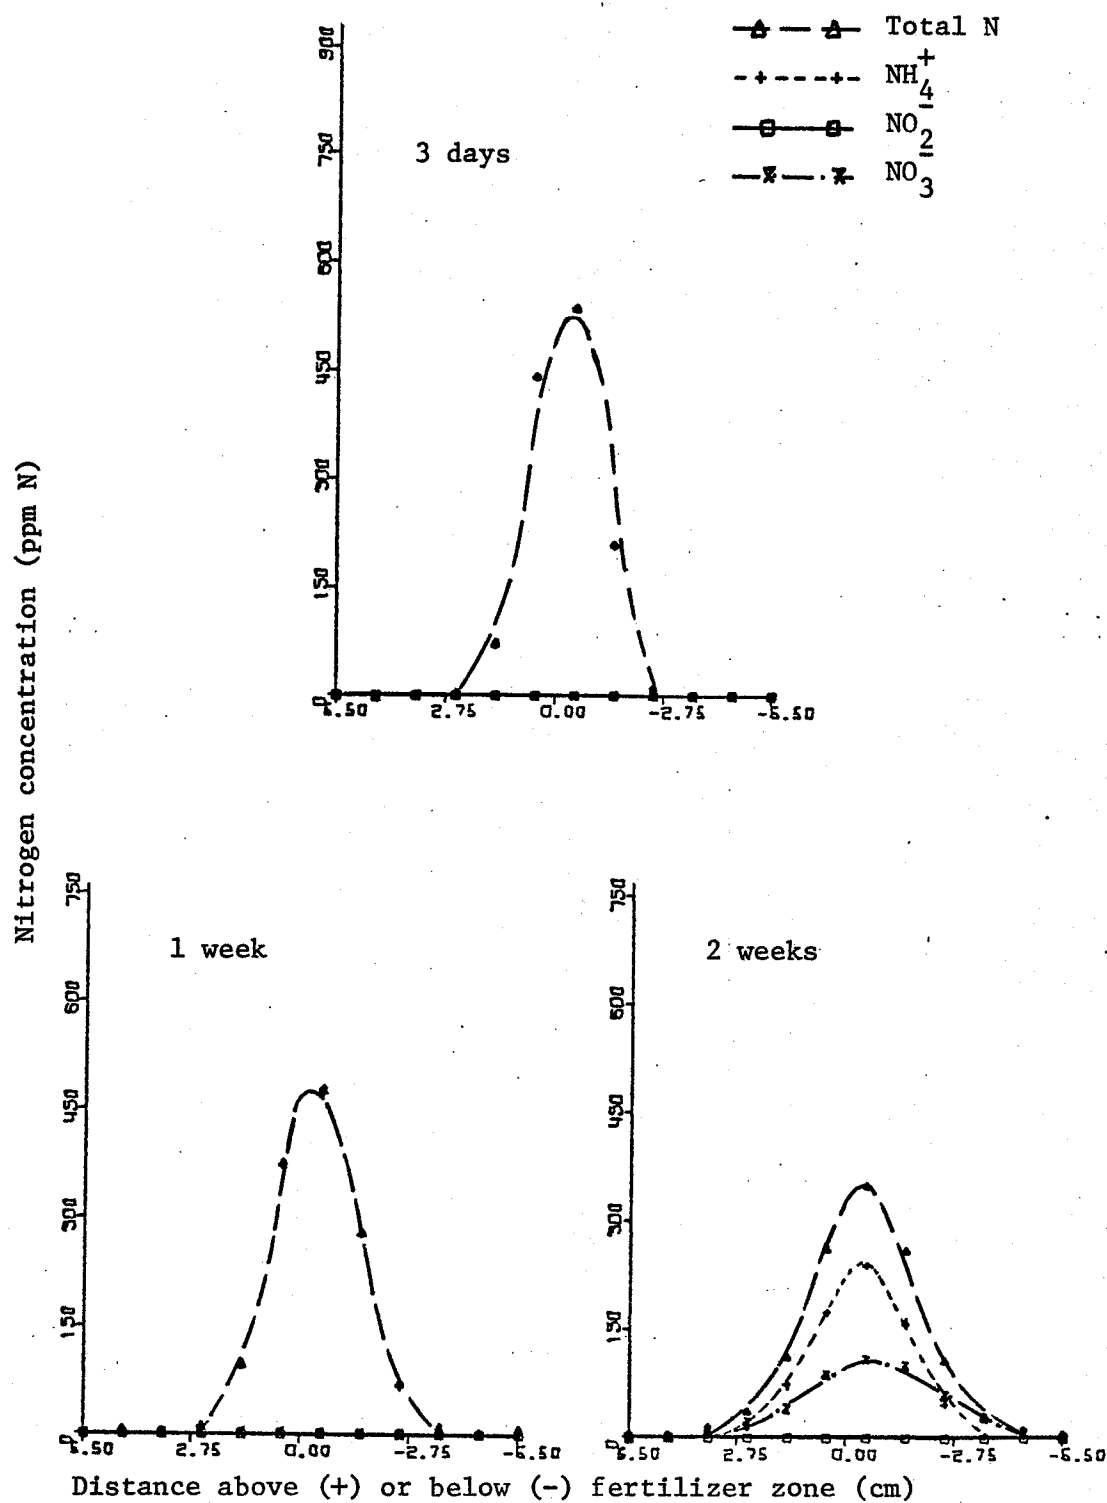 Total N
NH4+
NO2-
NO3-
3 days
900
750
600
450
300
150
0
5.50 2.75 0.00 -2.75 -5.50
Nitrogen concentration (ppm N)
1 week
750
600
450
300
150
0
5.50 2.75 0.00 -2.75 -5.50
2 weeks
750
600
450
300
150
0
5.50 2.75 0.00 -2.75 -5.50
Distance above (+) or below (-) fertilizer zone (cm)